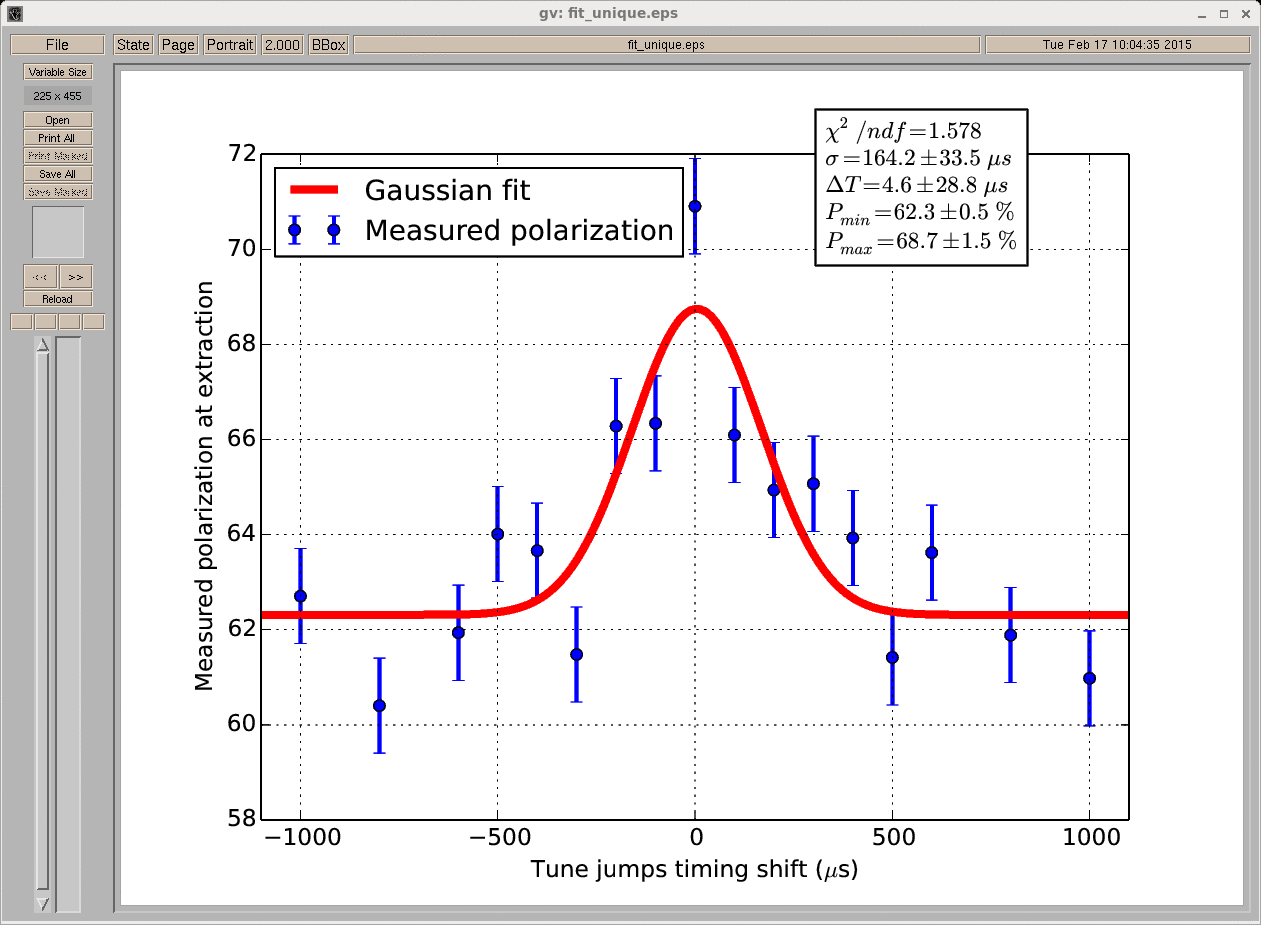 gv: fit_unique.eps
File
State
Page
Portrait
2.000
BBox
fit_unique.eps
Tue Feb 17 10:04:35 2015
Variable Size
225 x 455
Open
Print All
Print Marked
Save All
Save Marked
<<
>>
Reload
χ² /ndf=1.578
σ=164.2±33.5 μs
ΔT=4.6±28.8 μs
P_min=62.3±0.5 %
P_max=68.7±1.5 %
Gaussian fit
Measured polarization
Measured polarization at extraction
72
70
68
66
64
62
60
58
−1000
−500
0
500
1000
Tune jumps timing shift (μs)